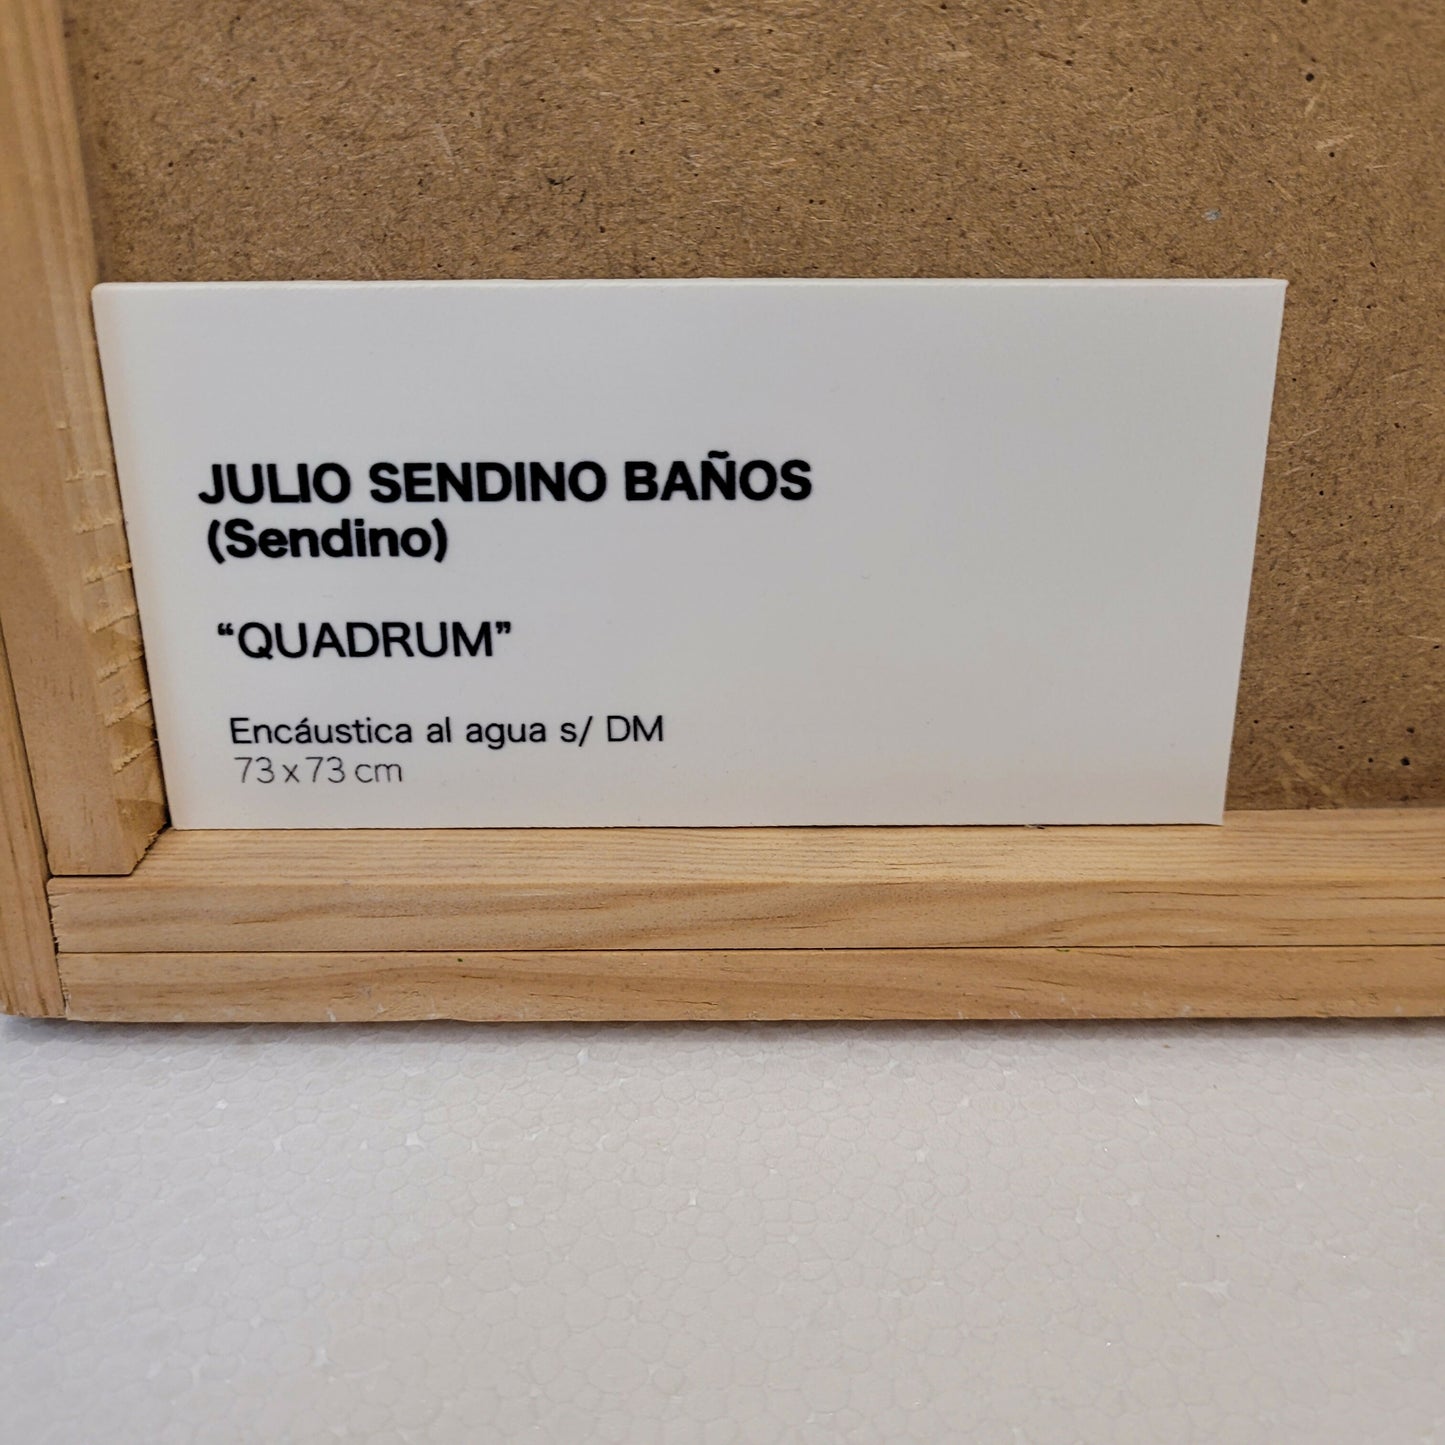 JULIO SENDINO BAÑOS
(Sendino)
“QUADRUM”
Encáustica al agua s/ DM
73 x 73 cm